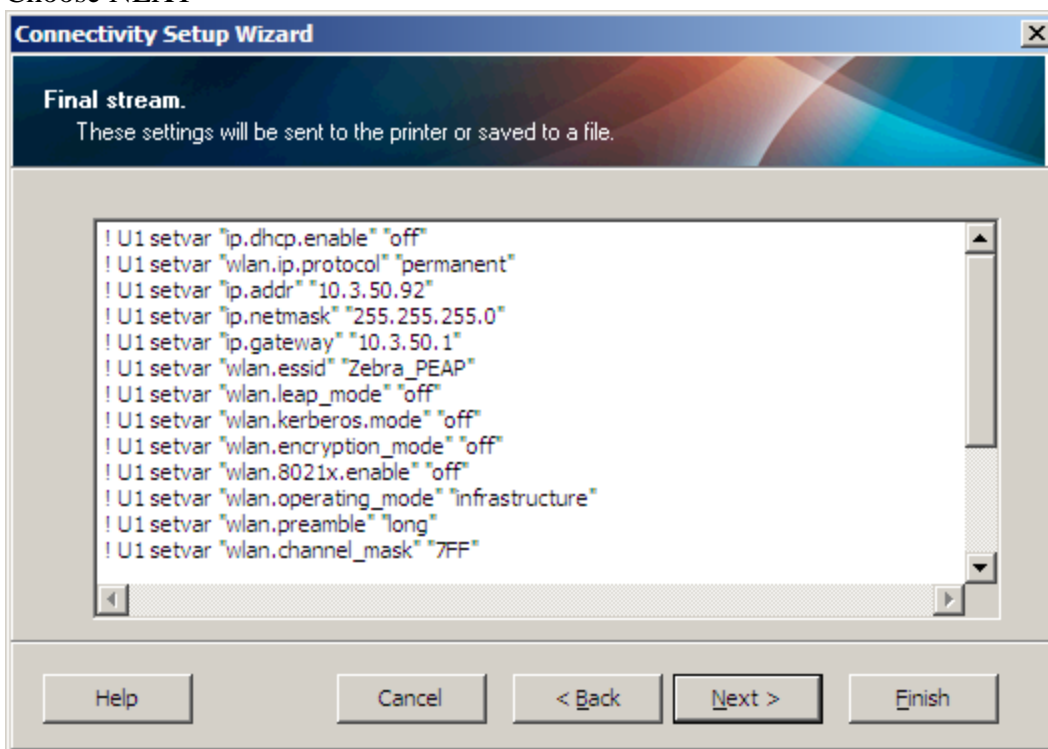 Choose NEXT
Connectivity Setup Wizard
Final stream.
These settings will be sent to the printer or saved to a file.
! U1 setvar "ip.dhcp.enable" "off"
! U1 setvar "wlan.ip.protocol" "permanent"
! U1 setvar "ip.addr" "10.3.50.92"
! U1 setvar "ip.netmask" "255.255.255.0"
! U1 setvar "ip.gateway" "10.3.50.1"
! U1 setvar "wlan.essid" "Zebra_PEAP"
! U1 setvar "wlan.leap_mode" "off"
! U1 setvar "wlan.kerberos.mode" "off"
! U1 setvar "wlan.encryption_mode" "off"
! U1 setvar "wlan.8021x.enable" "off"
! U1 setvar "wlan.operating_mode" "infrastructure"
! U1 setvar "wlan.preamble" "long"
! U1 setvar "wlan.channel_mask" "7FF"
Help Cancel < Back Next > Finish